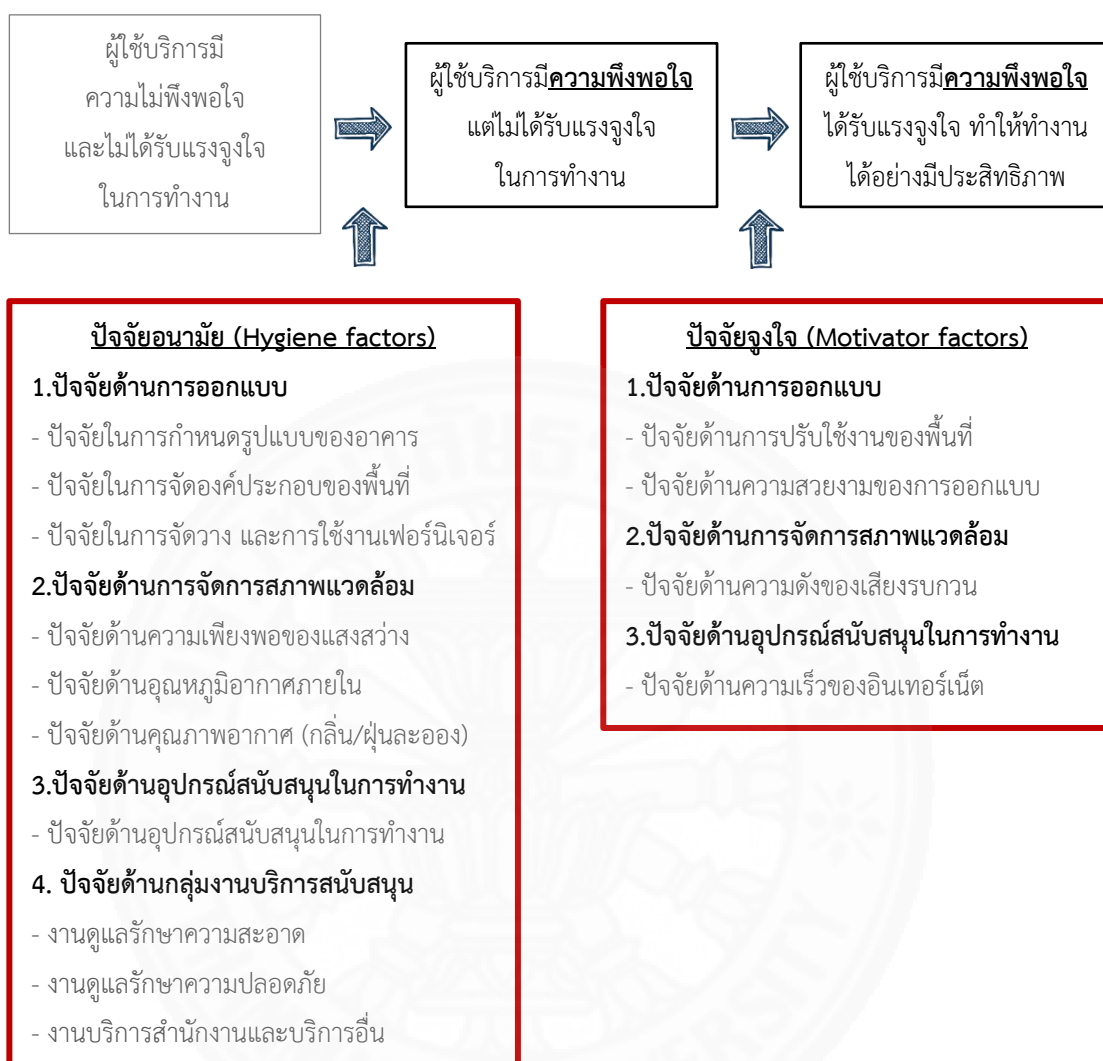 ผู้ใช้บริการมี
ความไม่พึงพอใจ
และไม่ได้รับแรงจูงใจ
ในการทำงาน
ผู้ใช้บริการมีความพึงพอใจ
แต่ไม่ได้รับแรงจูงใจ
ในการทำงาน
ผู้ใช้บริการมีความพึงพอใจ
ได้รับแรงจูงใจ ทำให้ทำงาน
ได้อย่างมีประสิทธิภาพ
ปัจจัยอนามัย (Hygiene factors)
1.ปัจจัยด้านการออกแบบ
- ปัจจัยในการกำหนดรูปแบบของอาคาร
- ปัจจัยในการจัดองค์ประกอบของพื้นที่
- ปัจจัยในการจัดวาง และการใช้งานเฟอร์นิเจอร์
2.ปัจจัยด้านการจัดการสภาพแวดล้อม
- ปัจจัยด้านความเพียงพอของแสงสว่าง
- ปัจจัยด้านอุณหภูมิอากาศภายใน
- ปัจจัยด้านคุณภาพอากาศ (กลิ่น/ฝุ่นละออง)
3.ปัจจัยด้านอุปกรณ์สนับสนุนในการทำงาน
- ปัจจัยด้านอุปกรณ์สนับสนุนในการทำงาน
4. ปัจจัยด้านกลุ่มงานบริการสนับสนุน
- งานดูแลรักษาความสะอาด
- งานดูแลรักษาความปลอดภัย
- งานบริการสำนักงานและบริการอื่น
ปัจจัยจูงใจ (Motivator factors)
1.ปัจจัยด้านการออกแบบ
- ปัจจัยด้านการปรับใช้งานของพื้นที่
- ปัจจัยด้านความสวยงามของการออกแบบ
2.ปัจจัยด้านการจัดการสภาพแวดล้อม
- ปัจจัยด้านความดังของเสียงรบกวน
3.ปัจจัยด้านอุปกรณ์สนับสนุนในการทำงาน
- ปัจจัยด้านความเร็วของอินเทอร์เน็ต